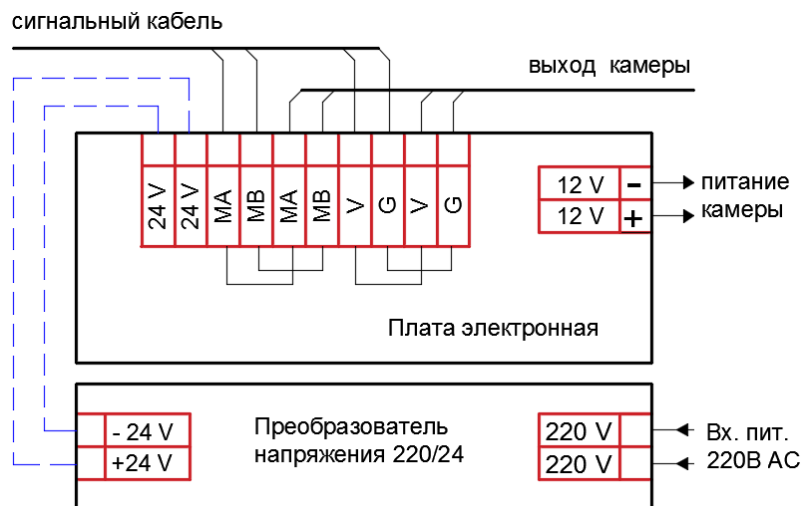 сигнальный кабель
выход камеры
24 V
24 V
MA
MB
MA
MB
V
G
V
G
12 V -
12 V +
питание
камеры
Плата электронная
- 24 V
+24 V
Преобразователь
напряжения 220/24
220 V
220 V
Вх. пит.
220В AC